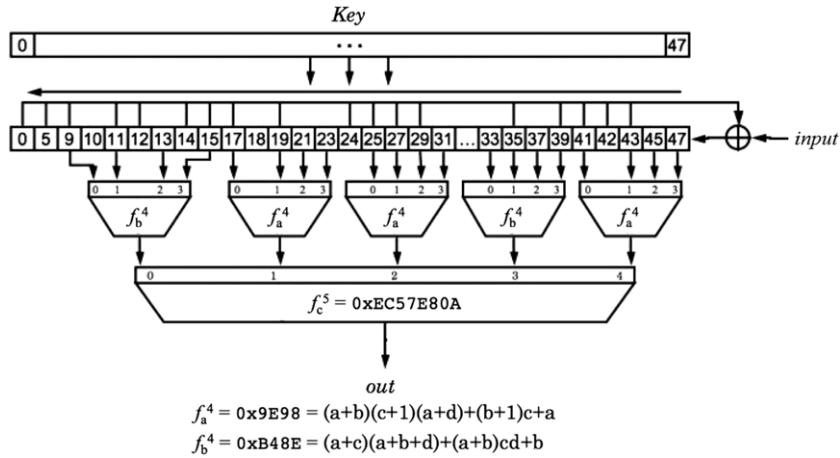 Key
0 ... 47
0 5 9 10 11 12 13 14 15 17 18 19 21 23 24 25 27 29 31 ... 33 35 37 39 41 42 43 45 47 input
0 1 2 3 0 1 2 3 0 1 2 3 0 1 2 3 0 1 2 3
f_b^4 f_a^4 f_a^4 f_b^4 f_a^4
0 1 2 3 4
f_c^5 = 0xEC57E80A
out
f_a^4 = 0x9E98 = (a+b)(c+1)(a+d)+(b+1)c+a
f_b^4 = 0xB48E = (a+c)(a+b+d)+(a+b)cd+b